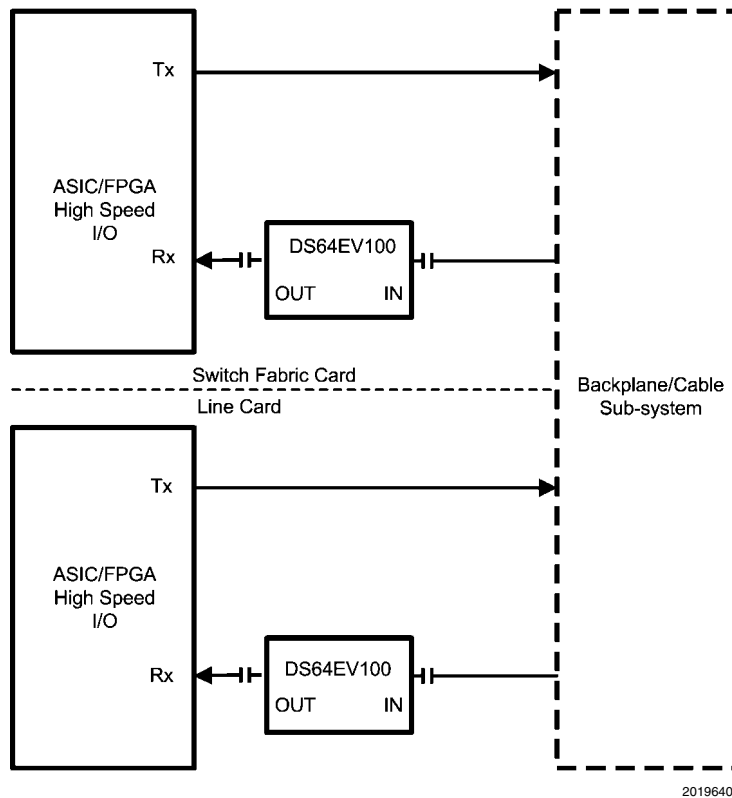 Tx
ASIC/FPGA
High Speed
I/O
Rx
DS64EV100
OUT IN
Switch Fabric Card
Line Card
Backplane/Cable
Sub-system
Tx
ASIC/FPGA
High Speed
I/O
Rx
DS64EV100
OUT IN
2019640